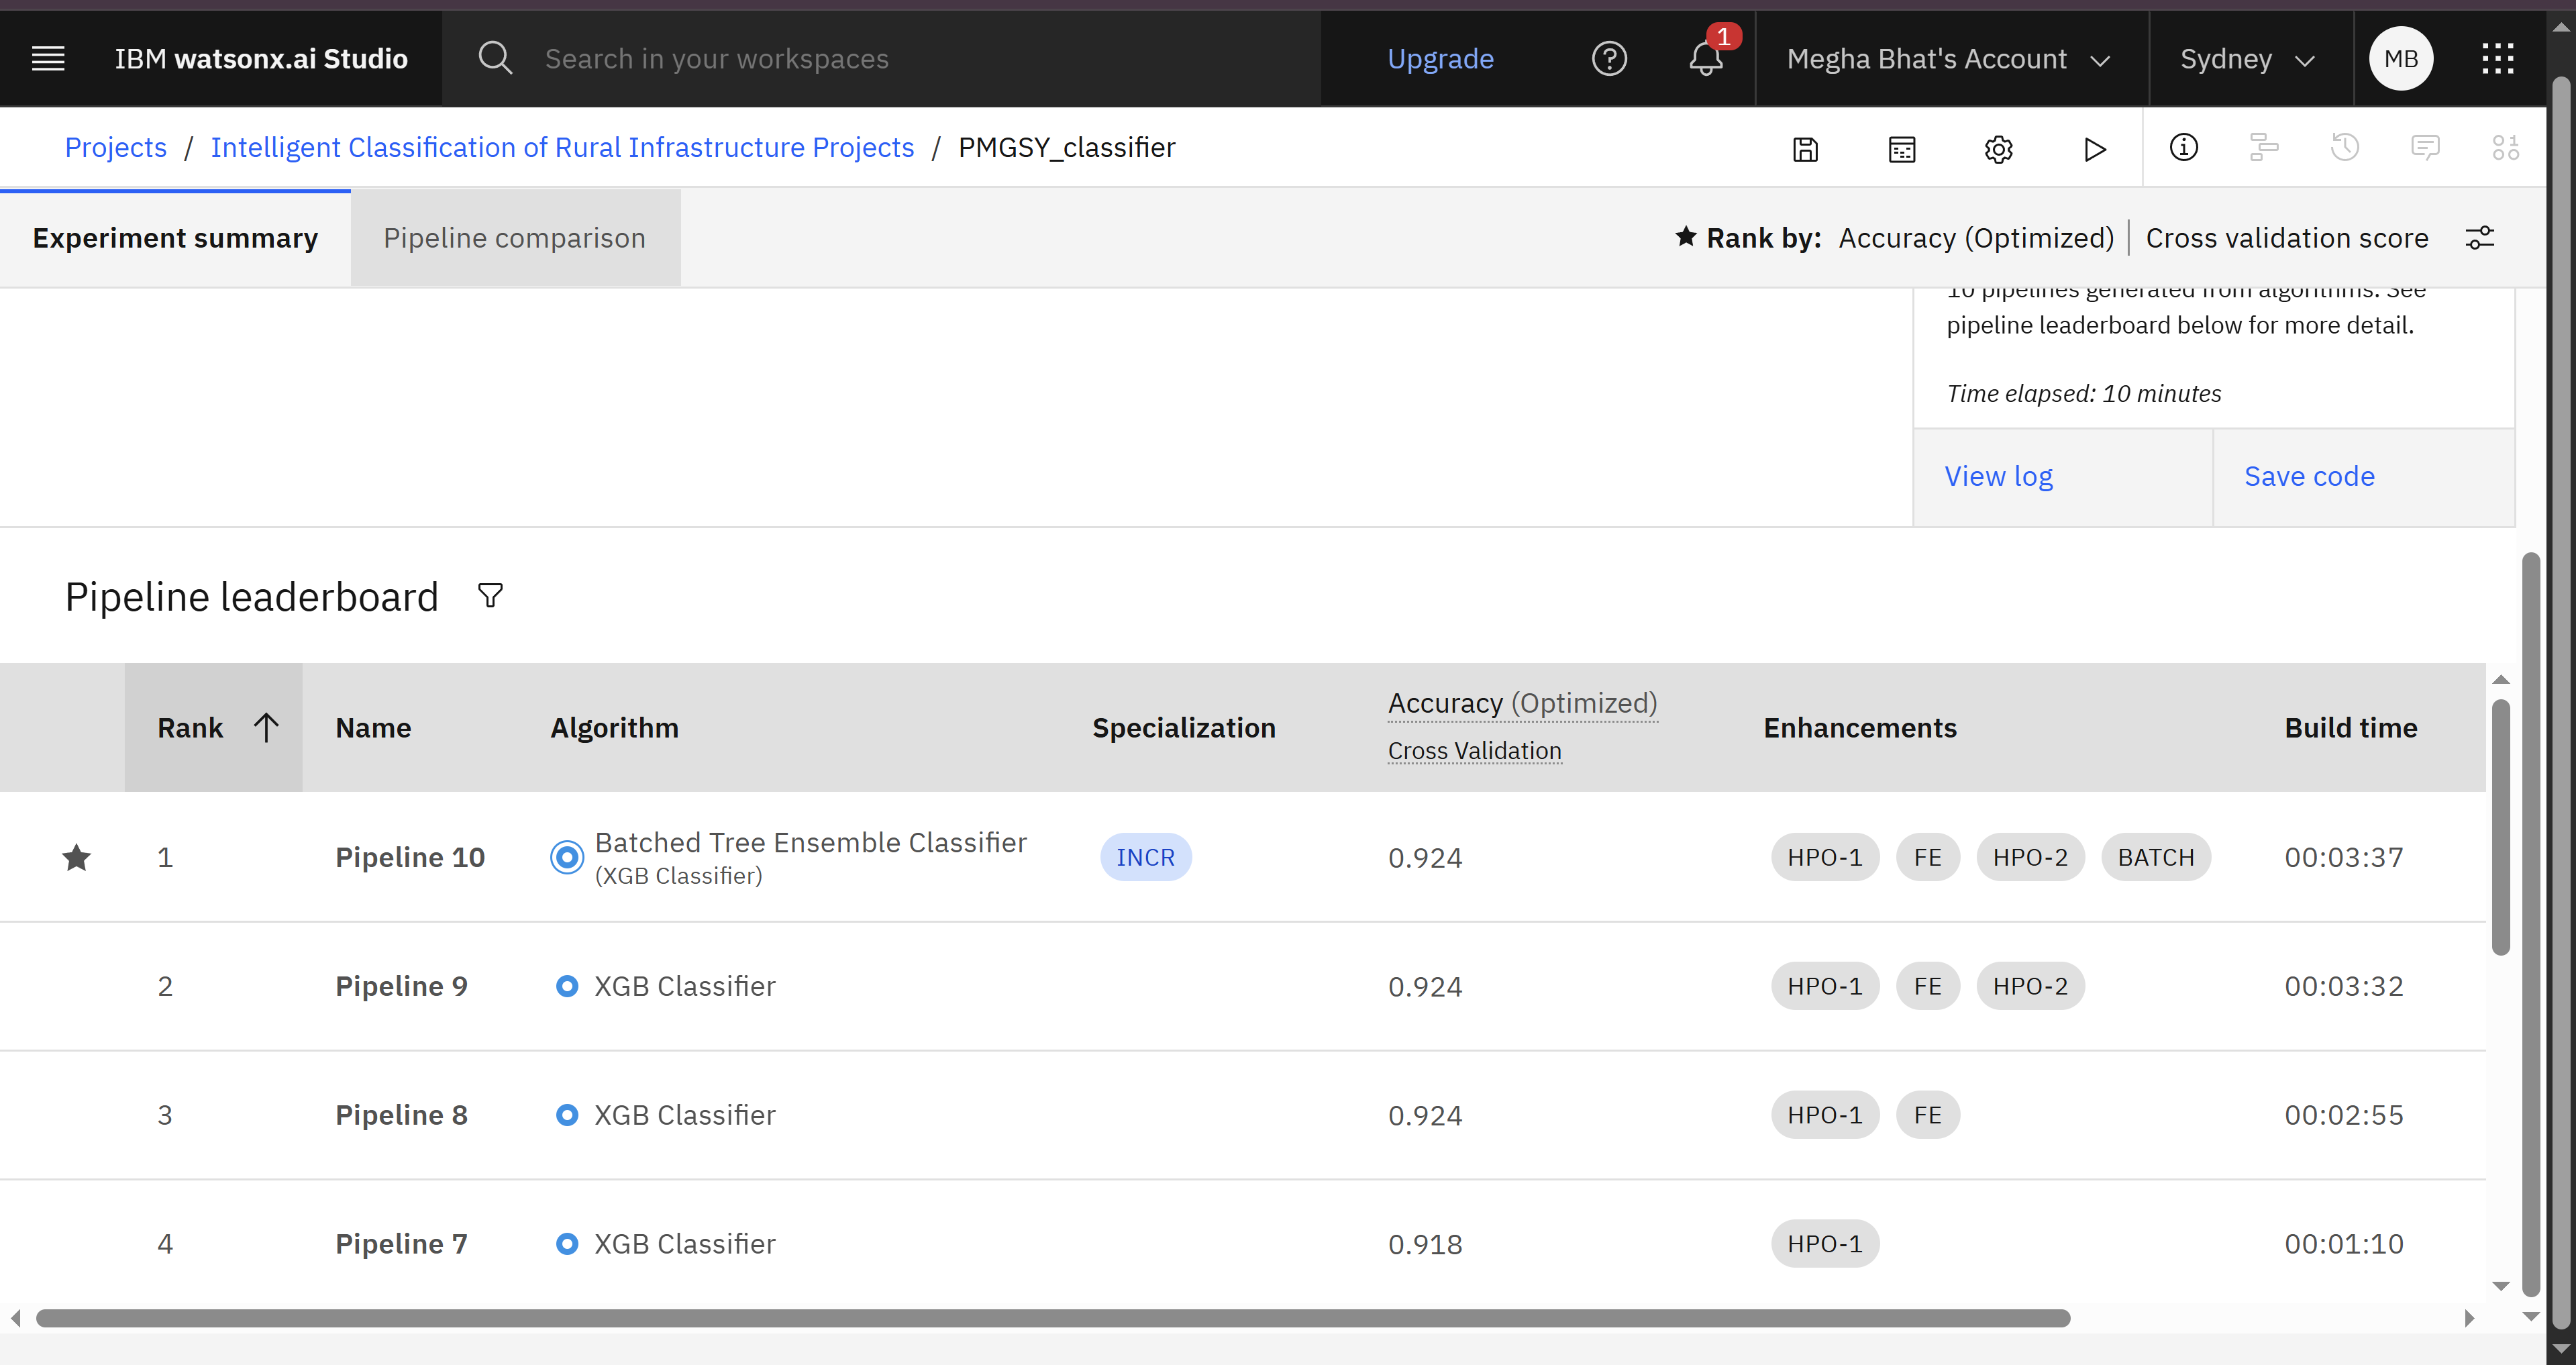 IBM watsonx.ai Studio
Search in your workspaces
Upgrade
1
Megha Bhat's Account
Sydney
MB
Projects / Intelligent Classification of Rural Infrastructure Projects / PMGSY_classifier
Experiment summary
Pipeline comparison
Rank by: Accuracy (Optimized) | Cross validation score
10 pipelines generated from algorithms. See
pipeline leaderboard below for more detail.
Time elapsed: 10 minutes
View log
Save code
Pipeline leaderboard
Rank Name Algorithm Specialization Accuracy (Optimized) Enhancements Build time
Cross Validation
1 Pipeline 10 Batched Tree Ensemble Classifier INCR 0.924 HPO-1 FE HPO-2 BATCH 00:03:37
(XGB Classifier)
2 Pipeline 9 XGB Classifier 0.924 HPO-1 FE HPO-2 00:03:32
3 Pipeline 8 XGB Classifier 0.924 HPO-1 FE 00:02:55
4 Pipeline 7 XGB Classifier 0.918 HPO-1 00:01:10